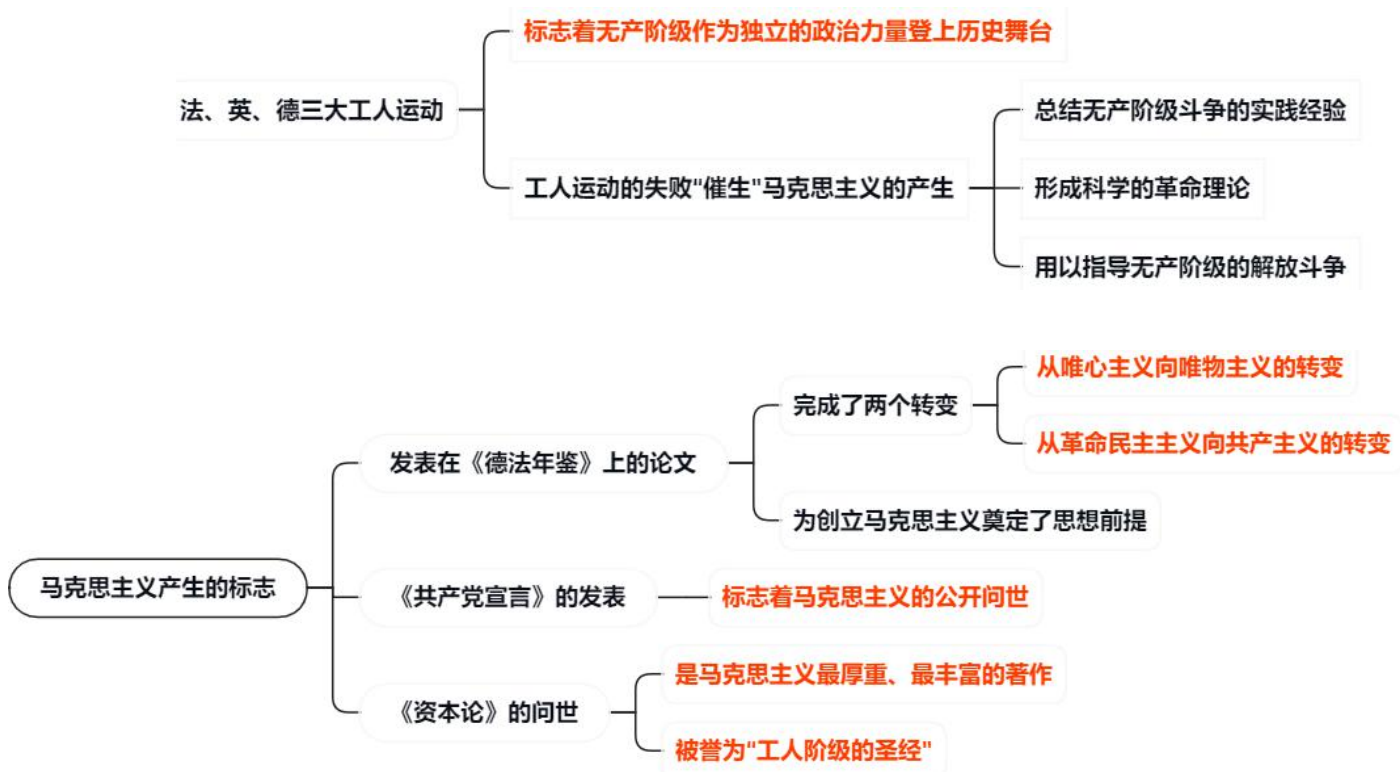 标志着无产阶级作为独立的政治力量登上历史舞台
法、英、德三大工人运动
总结无产阶级斗争的实践经验
工人运动的失败"催生"马克思主义的产生
形成科学的革命理论
用以指导无产阶级的解放斗争
从唯心主义向唯物主义的转变
完成了两个转变
从革命民主主义向共产主义的转变
发表在《德法年鉴》上的论文
为创立马克思主义奠定了思想前提
马克思主义产生的标志
《共产党宣言》的发表
标志着马克思主义的公开问世
是马克思主义最厚重、最丰富的著作
《资本论》的问世
被誉为"工人阶级的圣经"